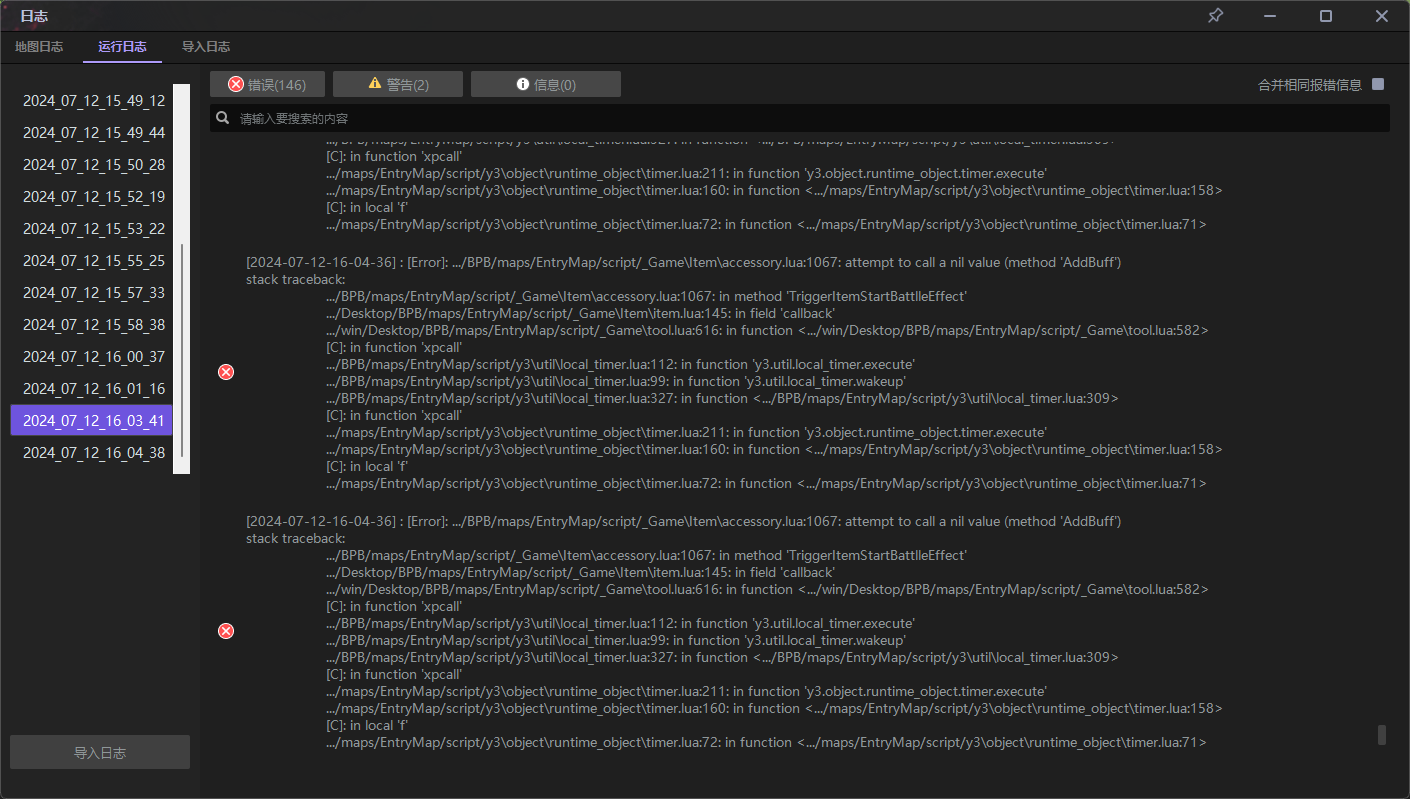 日志
地图日志 运行日志 导入日志
错误(146) 警告(2) 信息(0) 合并相同报错信息
请输入要搜索的内容
2024_07_12_15_49_12
2024_07_12_15_49_44
2024_07_12_15_50_28
2024_07_12_15_52_19
2024_07_12_15_53_22
2024_07_12_15_55_25
2024_07_12_15_57_33
2024_07_12_15_58_38
2024_07_12_16_00_37
2024_07_12_16_01_16
2024_07_12_16_03_41
2024_07_12_16_04_38
导入日志
.../BPB/maps/EntryMap/script/y3\util\local_timer.lua:327: in function <.../BPB/maps/EntryMap/script/y3\util\local_timer.lua:309>
[C]: in function 'xpcall'
.../maps/EntryMap/script/y3\object\runtime_object\timer.lua:211: in function 'y3.object.runtime_object.timer.execute'
.../maps/EntryMap/script/y3\object\runtime_object\timer.lua:160: in function <.../maps/EntryMap/script/y3\object\runtime_object\timer.lua:158>
[C]: in local 'f'
.../maps/EntryMap/script/y3\object\runtime_object\timer.lua:72: in function <.../maps/EntryMap/script/y3\object\runtime_object\timer.lua:71>
[2024-07-12-16-04-36] : [Error]: .../BPB/maps/EntryMap/script/_Game\Item\accessory.lua:1067: attempt to call a nil value (method 'AddBuff')
stack traceback:
.../BPB/maps/EntryMap/script/_Game\Item\accessory.lua:1067: in method 'TriggerItemStartBattlleEffect'
.../Desktop/BPB/maps/EntryMap/script/_Game\Item\item.lua:145: in field 'callback'
.../win/Desktop/BPB/maps/EntryMap/script/_Game\tool.lua:616: in function <.../win/Desktop/BPB/maps/EntryMap/script/_Game\tool.lua:582>
[C]: in function 'xpcall'
.../BPB/maps/EntryMap/script/y3\util\local_timer.lua:112: in function 'y3.util.local_timer.execute'
.../BPB/maps/EntryMap/script/y3\util\local_timer.lua:99: in function 'y3.util.local_timer.wakeup'
.../BPB/maps/EntryMap/script/y3\util\local_timer.lua:327: in function <.../BPB/maps/EntryMap/script/y3\util\local_timer.lua:309>
[C]: in function 'xpcall'
.../maps/EntryMap/script/y3\object\runtime_object\timer.lua:211: in function 'y3.object.runtime_object.timer.execute'
.../maps/EntryMap/script/y3\object\runtime_object\timer.lua:160: in function <.../maps/EntryMap/script/y3\object\runtime_object\timer.lua:158>
[C]: in local 'f'
.../maps/EntryMap/script/y3\object\runtime_object\timer.lua:72: in function <.../maps/EntryMap/script/y3\object\runtime_object\timer.lua:71>
[2024-07-12-16-04-36] : [Error]: .../BPB/maps/EntryMap/script/_Game\Item\accessory.lua:1067: attempt to call a nil value (method 'AddBuff')
stack traceback:
.../BPB/maps/EntryMap/script/_Game\Item\accessory.lua:1067: in method 'TriggerItemStartBattlleEffect'
.../Desktop/BPB/maps/EntryMap/script/_Game\Item\item.lua:145: in field 'callback'
.../win/Desktop/BPB/maps/EntryMap/script/_Game\tool.lua:616: in function <.../win/Desktop/BPB/maps/EntryMap/script/_Game\tool.lua:582>
[C]: in function 'xpcall'
.../BPB/maps/EntryMap/script/y3\util\local_timer.lua:112: in function 'y3.util.local_timer.execute'
.../BPB/maps/EntryMap/script/y3\util\local_timer.lua:99: in function 'y3.util.local_timer.wakeup'
.../BPB/maps/EntryMap/script/y3\util\local_timer.lua:327: in function <.../BPB/maps/EntryMap/script/y3\util\local_timer.lua:309>
[C]: in function 'xpcall'
.../maps/EntryMap/script/y3\object\runtime_object\timer.lua:211: in function 'y3.object.runtime_object.timer.execute'
.../maps/EntryMap/script/y3\object\runtime_object\timer.lua:160: in function <.../maps/EntryMap/script/y3\object\runtime_object\timer.lua:158>
[C]: in local 'f'
.../maps/EntryMap/script/y3\object\runtime_object\timer.lua:72: in function <.../maps/EntryMap/script/y3\object\runtime_object\timer.lua:71>